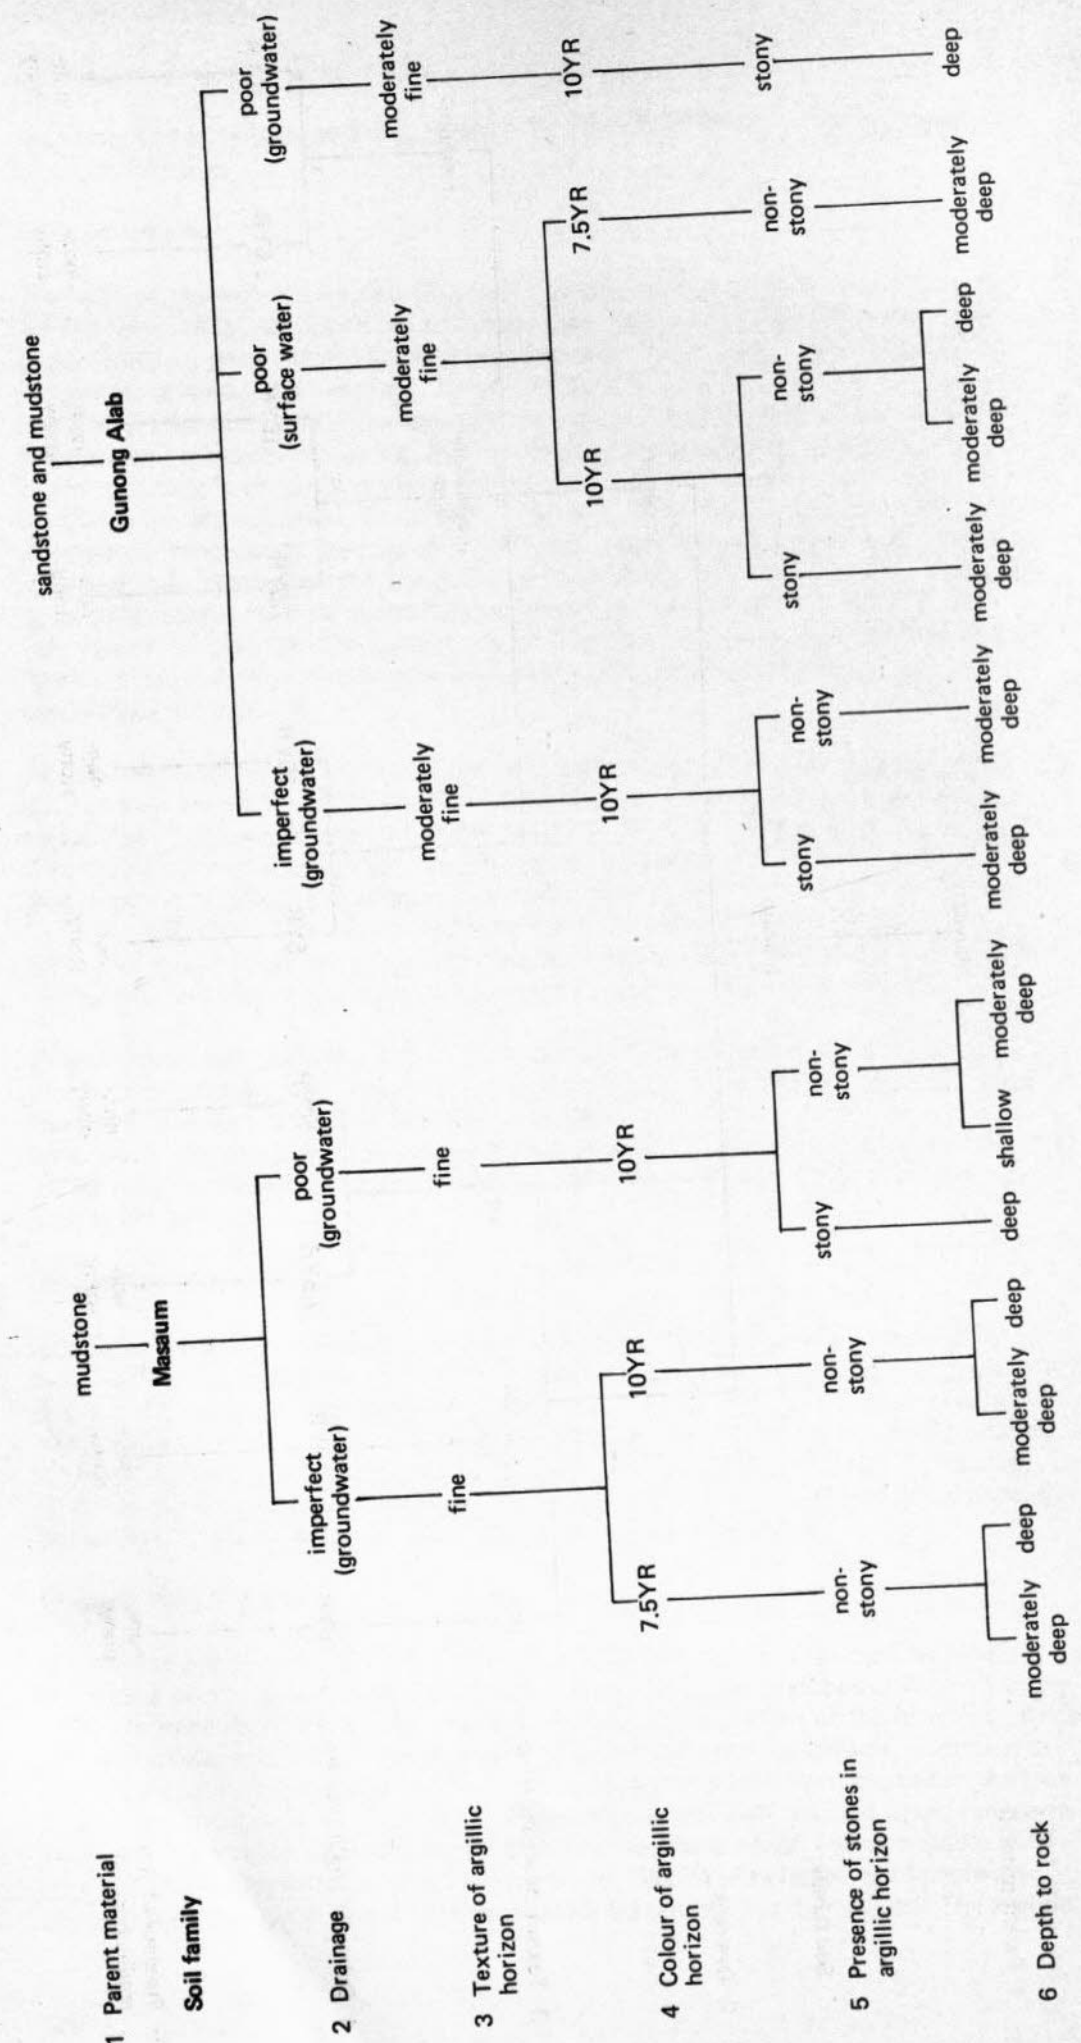 1 Parent material
mudstone
sandstone and mudstone
Soil family
Masaum
Gunong Alab
2 Drainage
imperfect
(groundwater)
poor
(groundwater)
imperfect
(groundwater)
poor
(surface water)
poor
(groundwater)
3 Texture of argillic
horizon
fine
fine
moderately
fine
moderately
fine
moderately
fine
4 Colour of argillic
horizon
7.5YR
10YR
10YR
10YR
10YR
7.5YR
10YR
5 Presence of stones in
argillic horizon
non-
stony
non-
stony
stony
non-
stony
stony
non-
stony
stony
non-
stony
non-
stony
stony
6 Depth to rock
moderately
deep
deep
moderately
deep
deep
deep
shallow
moderately
deep
moderately
deep
moderately
deep
moderately
deep
moderately
deep
deep
moderately
deep
deep